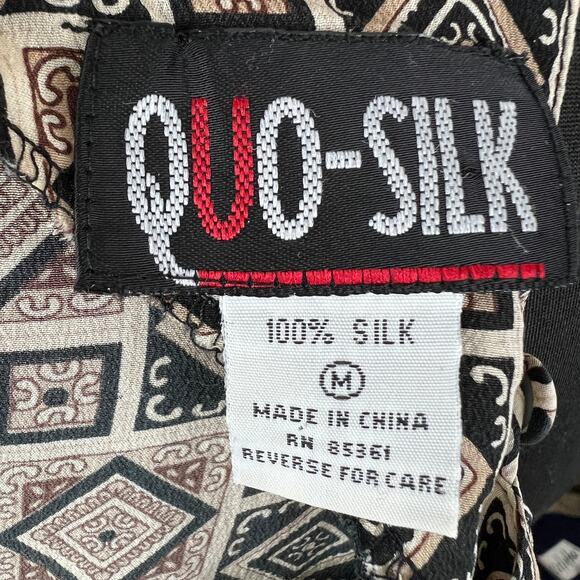 QUO-SILK
100% SILK
M
MADE IN CHINA
RN 85361
REVERSE FOR CARE